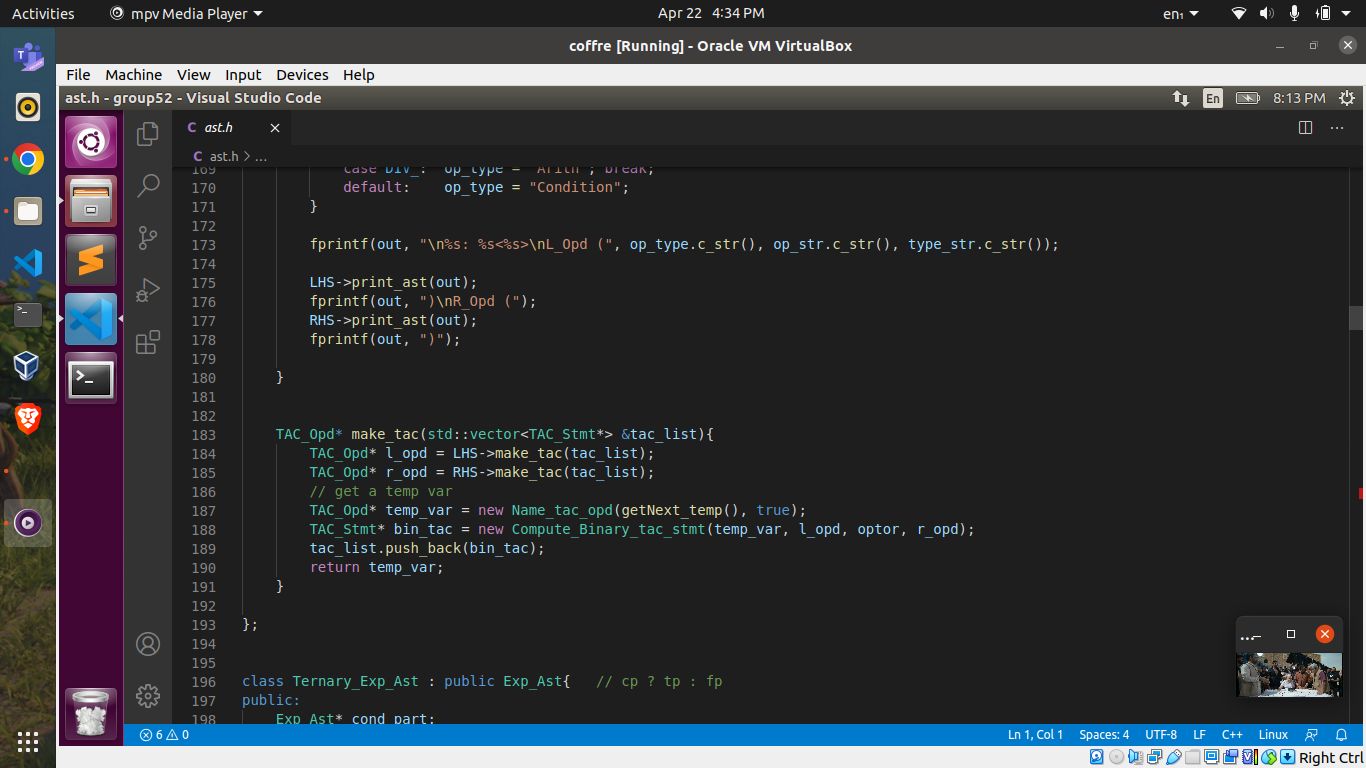 Activities
mpv Media Player
Apr 22 4:34 PM
en₁
coffre [Running] - Oracle VM VirtualBox
File Machine View Input Devices Help
ast.h - group52 - Visual Studio Code
En
8:13 PM
C ast.h
C ast.h > ...
169 case Div_: op_type = "Arith"; break;
170 default: op_type = "Condition";
171 }
172
173 fprintf(out, "\n%s: %s<%s>\nL_Opd (", op_type.c_str(), op_str.c_str(), type_str.c_str());
174
175 LHS->print_ast(out);
176 fprintf(out, ")\nR_Opd (");
177 RHS->print_ast(out);
178 fprintf(out, ")");
179
180 }
181
182
183 TAC_Opd* make_tac(std::vector<TAC_Stmt*> &tac_list){
184 TAC_Opd* l_opd = LHS->make_tac(tac_list);
185 TAC_Opd* r_opd = RHS->make_tac(tac_list);
186 // get a temp var
187 TAC_Opd* temp_var = new Name_tac_opd(getNext_temp(), true);
188 TAC_Stmt* bin_tac = new Compute_Binary_tac_stmt(temp_var, l_opd, optor, r_opd);
189 tac_list.push_back(bin_tac);
190 return temp_var;
191 }
192
193 };
194
195
196 class Ternary_Exp_Ast : public Exp_Ast{ // cp ? tp : fp
197 public:
198 Exp_Ast* cond_part;
...
6 0
Ln 1, Col 1 Spaces: 4 UTF-8 LF C++ Linux
Right Ctrl